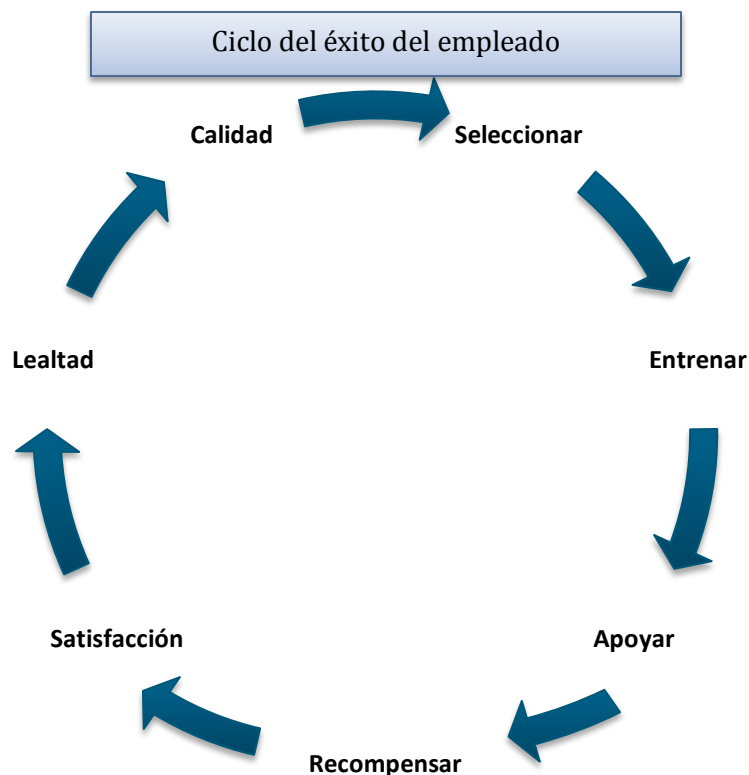 Ciclo del éxito del empleado
Calidad
Seleccionar
Entrenar
Apoyar
Recompensar
Satisfacción
Lealtad